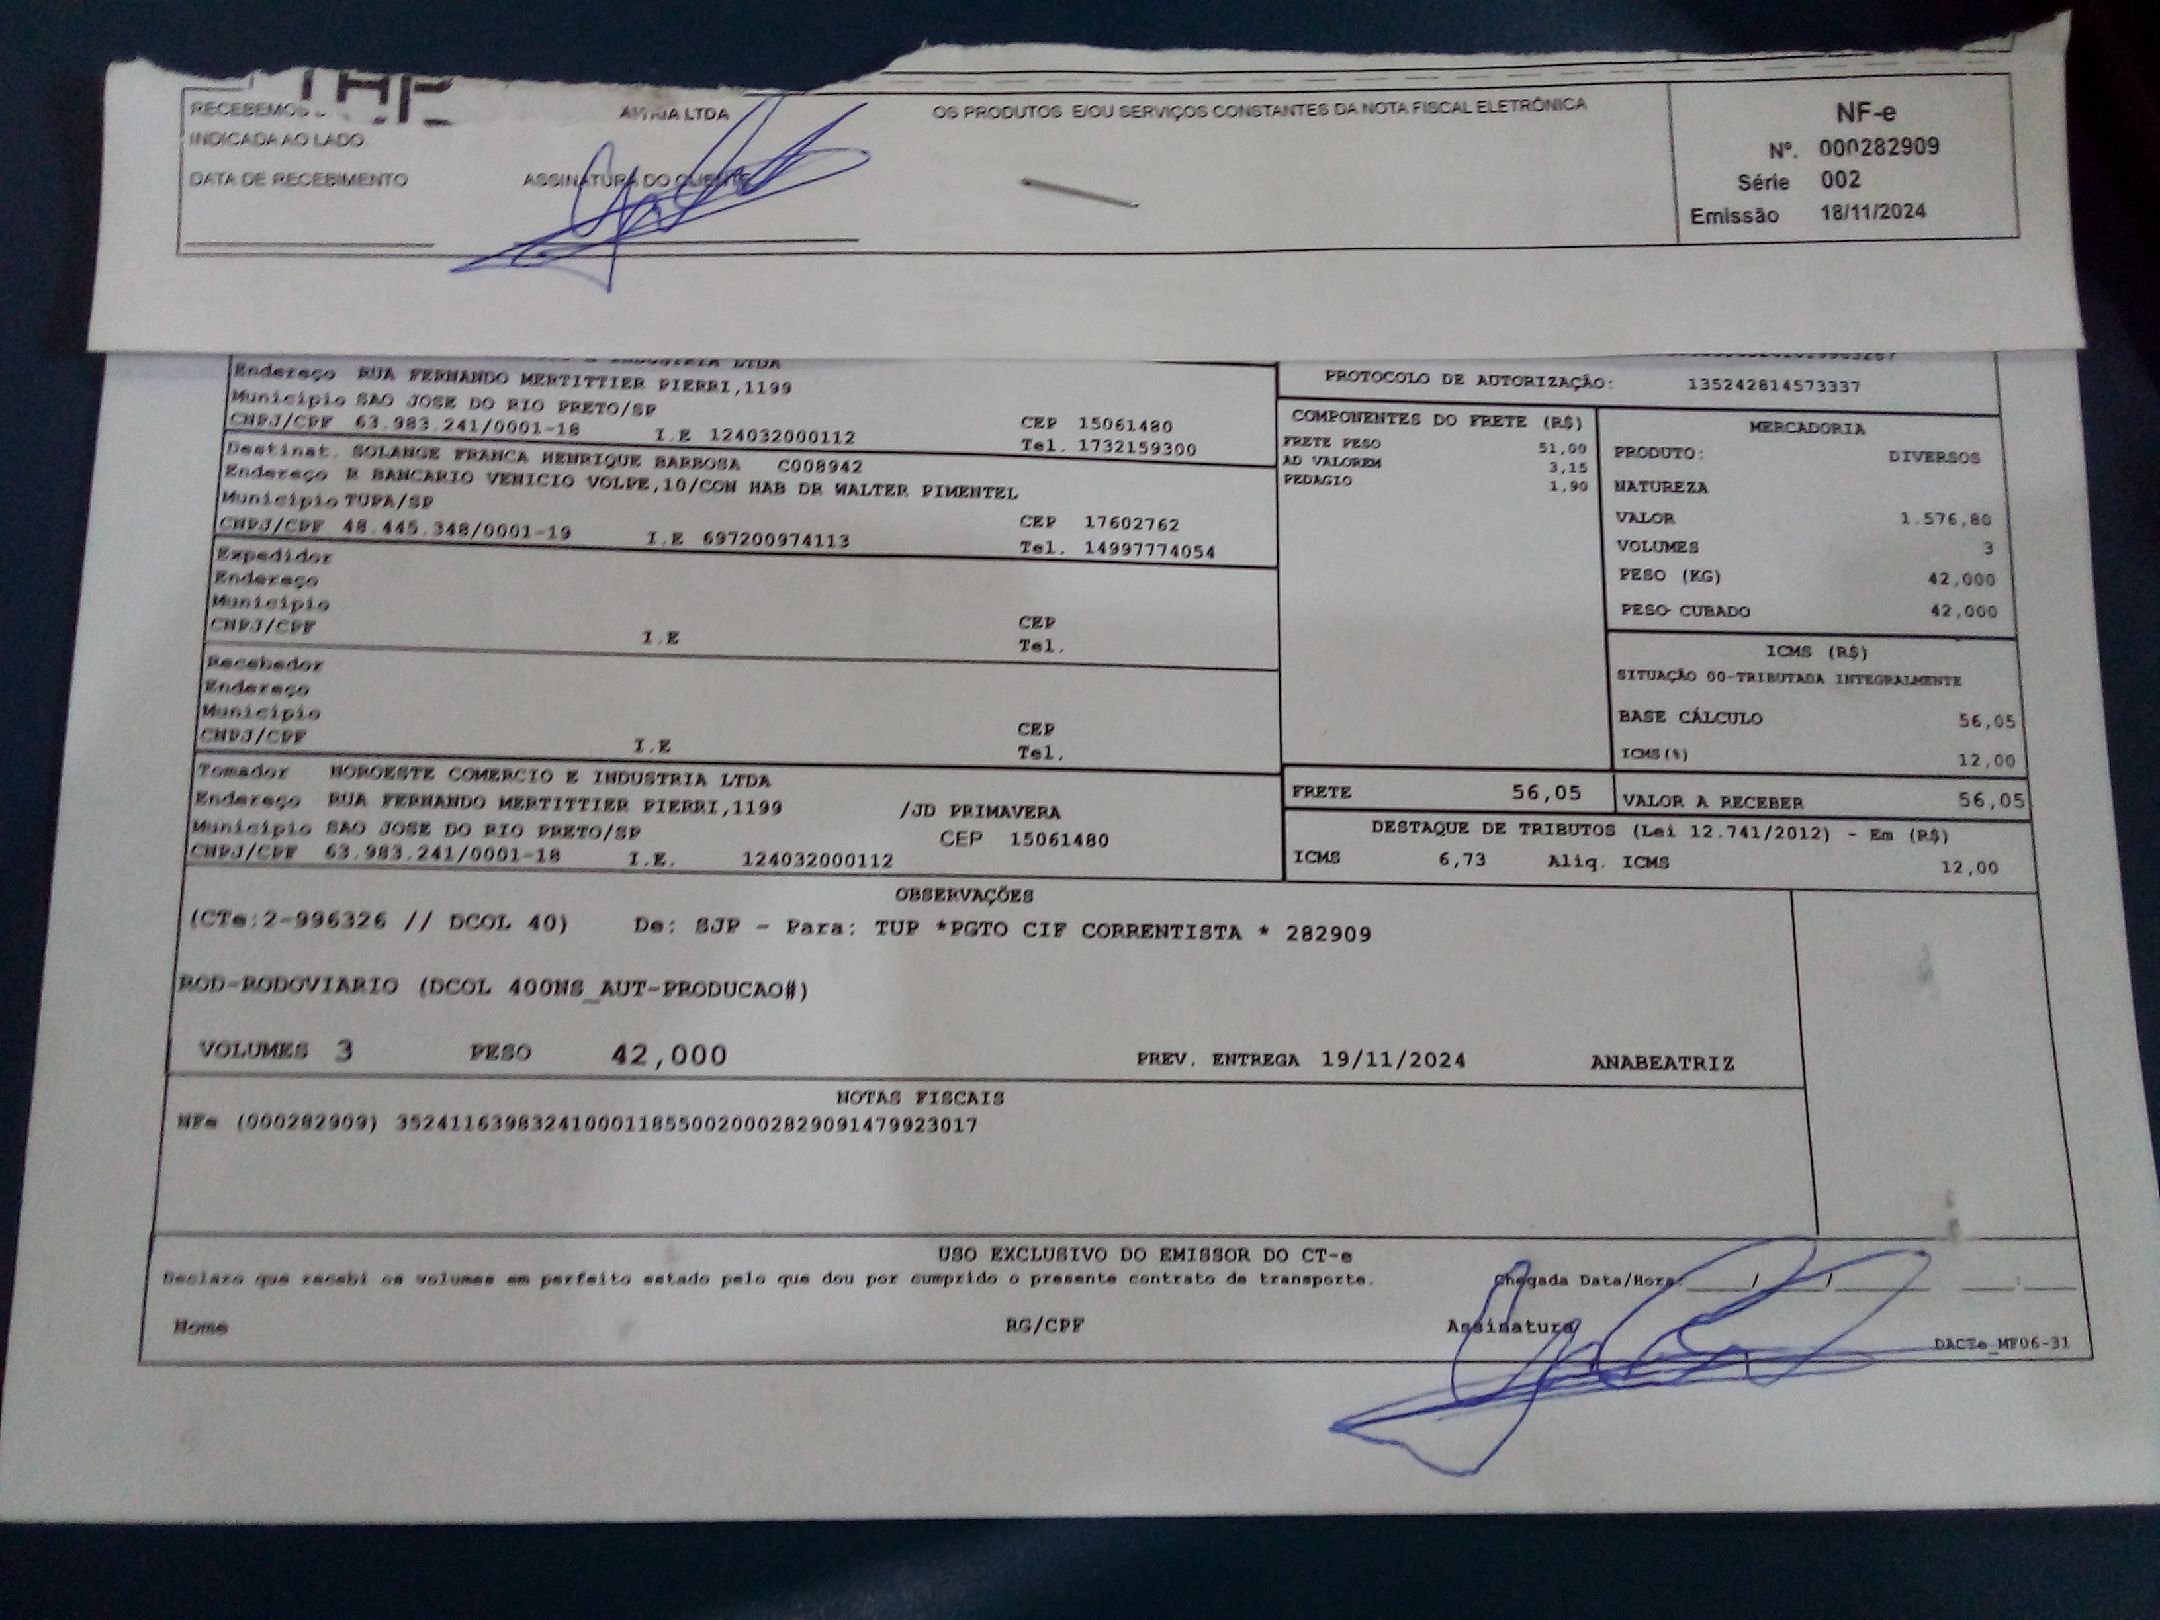 RECEBEMOS
LTDA OS PRODUTOS E/OU SERVIÇOS CONSTANTES DA NOTA FISCAL ELETRÔNICA
INDICADA AO LADO
DATA DE RECEBIMENTO ASSINATURA DO CLIENTE
NF-e
Nº. 000282909
Série 002
Emissão 18/11/2024
INDUSTRIA LTDA
Endereço RUA FERNANDO MERTITTIER PIERRI,1199
Município SAO JOSE DO RIO PRETO/SP CEP 15061480
CNPJ/CPF 63.983.241/0001-18 I.E 124032000112 Tel. 1732159300
Destinat. SOLANGE FRANCA HENRIQUE BARBOSA C008942
Endereço R BANCARIO VENICIO VOLPE,10/CON HAB DR WALTER PIMENTEL
Município TUPA/SP CEP 17602762
CNPJ/CPF 48.445.348/0001-19 I.E 697200974113 Tel. 14997774054
Expedidor
Endereço
Município CEP
CNPJ/CPF I.E Tel.
Recebedor
Endereço
Município CEP
CNPJ/CPF I.E Tel.
Tomador NOROESTE COMERCIO E INDUSTRIA LTDA
Endereço RUA FERNANDO MERTITTIER PIERRI,1199 /JD PRIMAVERA
Município SAO JOSE DO RIO PRETO/SP CEP 15061480
CNPJ/CPF 63.983.241/0001-18 I.E. 124032000112
PROTOCOLO DE AUTORIZAÇÃO: 135242814573337
COMPONENTES DO FRETE (R$)
FRETE PESO 51,00
AD VALOREM 3,15
PEDAGIO 1,90
MERCADORIA
PRODUTO: DIVERSOS
NATUREZA
VALOR 1.576,80
VOLUMES 3
PESO (KG) 42,000
PESO CUBADO 42,000
ICMS (R$)
SITUAÇÃO 00-TRIBUTADA INTEGRALMENTE
BASE CÁLCULO 56,05
ICMS(%) 12,00
FRETE 56,05 VALOR A RECEBER 56,05
DESTAQUE DE TRIBUTOS (Lei 12.741/2012) - Em (R$)
ICMS 6,73 Aliq. ICMS 12,00
OBSERVAÇÕES
(CTe:2-996326 // DCOL 40) De: SJP - Para: TUP *PGTO CIF CORRENTISTA * 282909
ROD-RODOVIARIO (DCOL 400NS_AUT-PRODUCAO#)
VOLUMES 3 PESO 42,000 PREV. ENTREGA 19/11/2024 ANABEATRIZ
NOTAS FISCAIS
NFe (000282909) 35241163983241000118550020002829091479923017
USO EXCLUSIVO DO EMISSOR DO CT-e
Declaro que recebi os volumes em perfeito estado pelo que dou por cumprido o presente contrato de transporte. Chegada Data/Hora: ____/____/____ ___:___
Nome RG/CPF Assinatura
DACTe_MF06-31